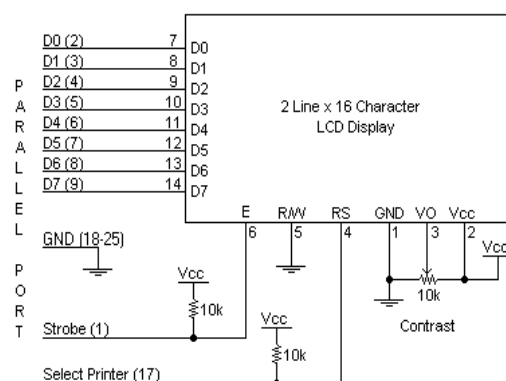 PARALLEL PORT
D0 (2) 7 D0
D1 (3) 8 D1
D2 (4) 9 D2
D3 (5) 10 D3
D4 (6) 11 D4
D5 (7) 12 D5
D6 (8) 13 D6
D7 (9) 14 D7
2 Line x 16 Character
LCD Display
E R/W RS GND VO Vcc
6 5 4 1 3 2
GND (18-25)
Vcc
Vcc
10k
10k
Contrast
Strobe (1)
Vcc
10k
Select Printer (17)